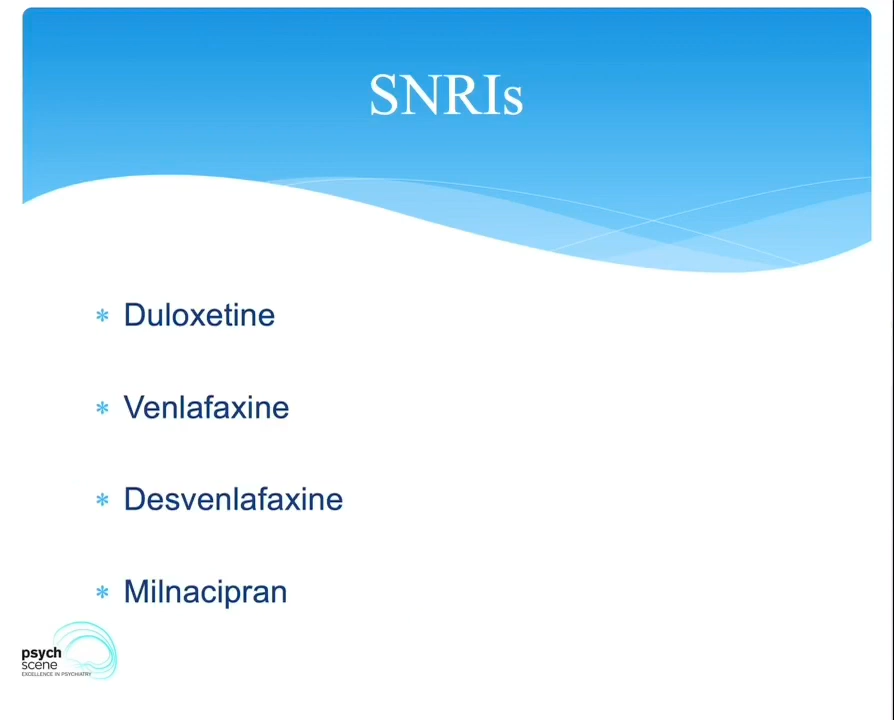 SNRIs
* Duloxetine
* Venlafaxine
* Desvenlafaxine
* Milnacipran
psych
scene
EXCELLENCE IN PSYCHIATRY